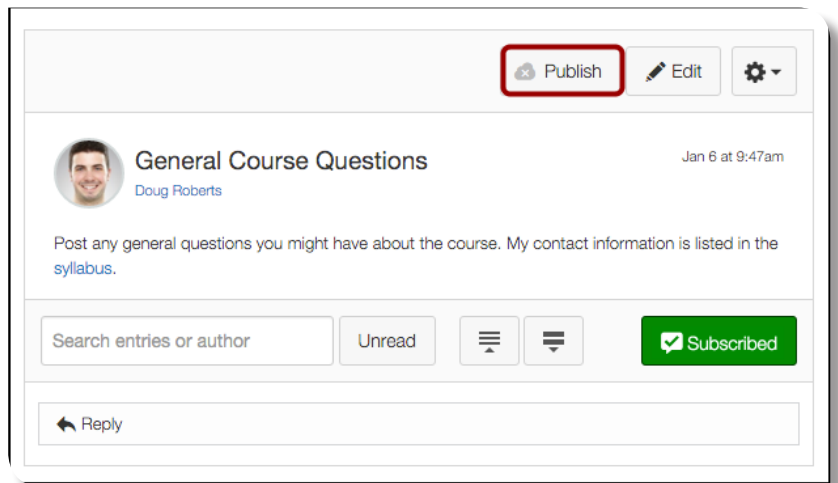 Publish
Edit
General Course Questions
Jan 6 at 9:47am
Doug Roberts
Post any general questions you might have about the course. My contact information is listed in the
syllabus.
Search entries or author
Unread
Subscribed
Reply